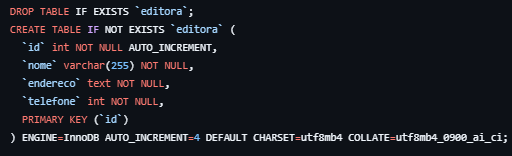 DROP TABLE IF EXISTS `editora`;
CREATE TABLE IF NOT EXISTS `editora` (
  `id` int NOT NULL AUTO_INCREMENT,
  `nome` varchar(255) NOT NULL,
  `endereco` text NOT NULL,
  `telefone` int NOT NULL,
  PRIMARY KEY (`id`)
) ENGINE=InnoDB AUTO_INCREMENT=4 DEFAULT CHARSET=utf8mb4 COLLATE=utf8mb4_0900_ai_ci;